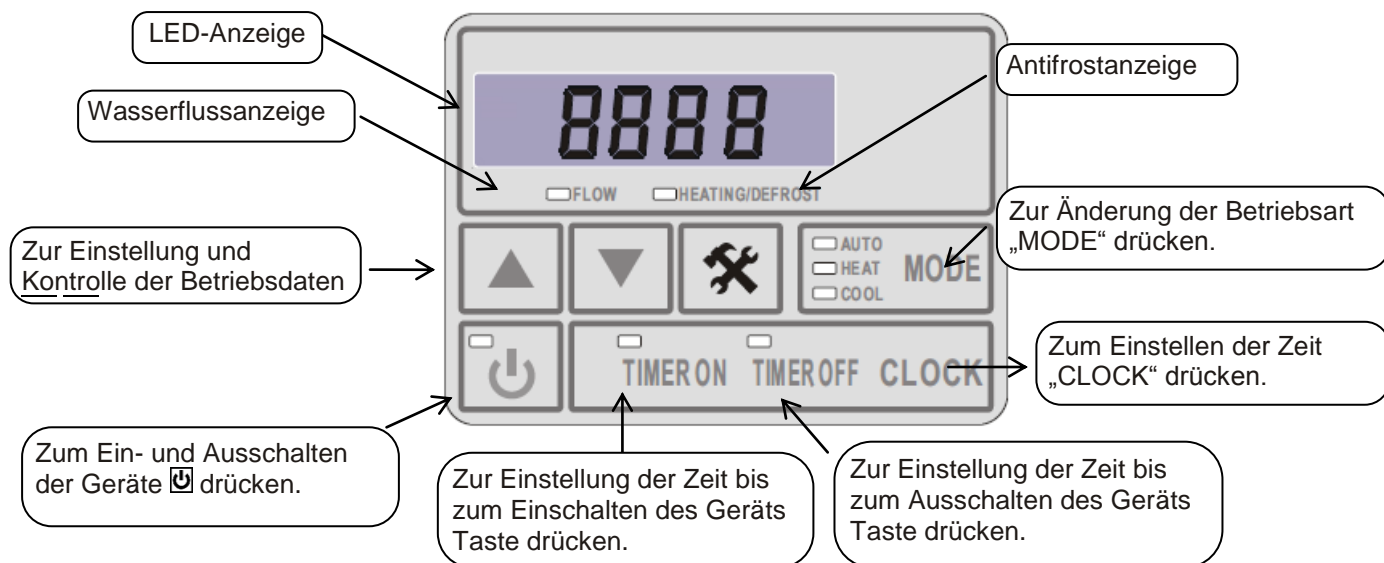 LED-Anzeige
Wasserflussanzeige
Antifrostanzeige
8888
FLOW
HEATING/DEFROST
Zur Änderung der Betriebsart
„MODE“ drücken.
Zur Einstellung und
Kontrolle der Betriebsdaten
AUTO
HEAT
COOL
MODE
TIMER ON
TIMER OFF
CLOCK
Zum Einstellen der Zeit
„CLOCK“ drücken.
Zum Ein- und Ausschalten
der Geräte drücken.
Zur Einstellung der Zeit bis
zum Einschalten des Geräts
Taste drücken.
Zur Einstellung der Zeit bis
zum Ausschalten des Geräts
Taste drücken.